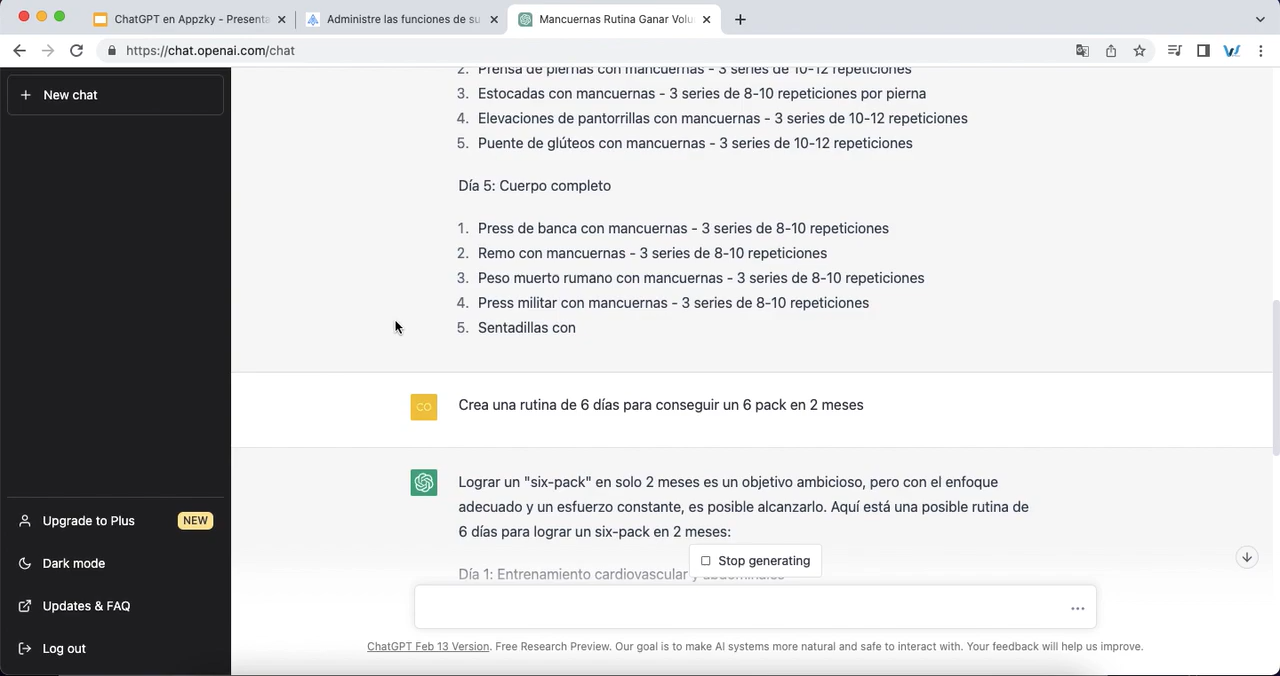 ChatGPT en Appzky - Presenta
Administre las funciones de su
Mancuernas Rutina Ganar Volu
https://chat.openai.com/chat
New chat
2. Prensa de piernas con mancuernas - 3 series de 10-12 repeticiones
3. Estocadas con mancuernas - 3 series de 8-10 repeticiones por pierna
4. Elevaciones de pantorrillas con mancuernas - 3 series de 10-12 repeticiones
5. Puente de glúteos con mancuernas - 3 series de 10-12 repeticiones
Día 5: Cuerpo completo
1. Press de banca con mancuernas - 3 series de 8-10 repeticiones
2. Remo con mancuernas - 3 series de 8-10 repeticiones
3. Peso muerto rumano con mancuernas - 3 series de 8-10 repeticiones
4. Press militar con mancuernas - 3 series de 8-10 repeticiones
5. Sentadillas con
CO
Crea una rutina de 6 días para conseguir un 6 pack en 2 meses
Lograr un "six-pack" en solo 2 meses es un objetivo ambicioso, pero con el enfoque
adecuado y un esfuerzo constante, es posible alcanzarlo. Aquí está una posible rutina de
6 días para lograr un six-pack en 2 meses:
Stop generating
Día 1: Entrenamiento cardiovascular y abdominales
Upgrade to Plus
NEW
Dark mode
Updates & FAQ
Log out
ChatGPT Feb 13 Version. Free Research Preview. Our goal is to make AI systems more natural and safe to interact with. Your feedback will help us improve.